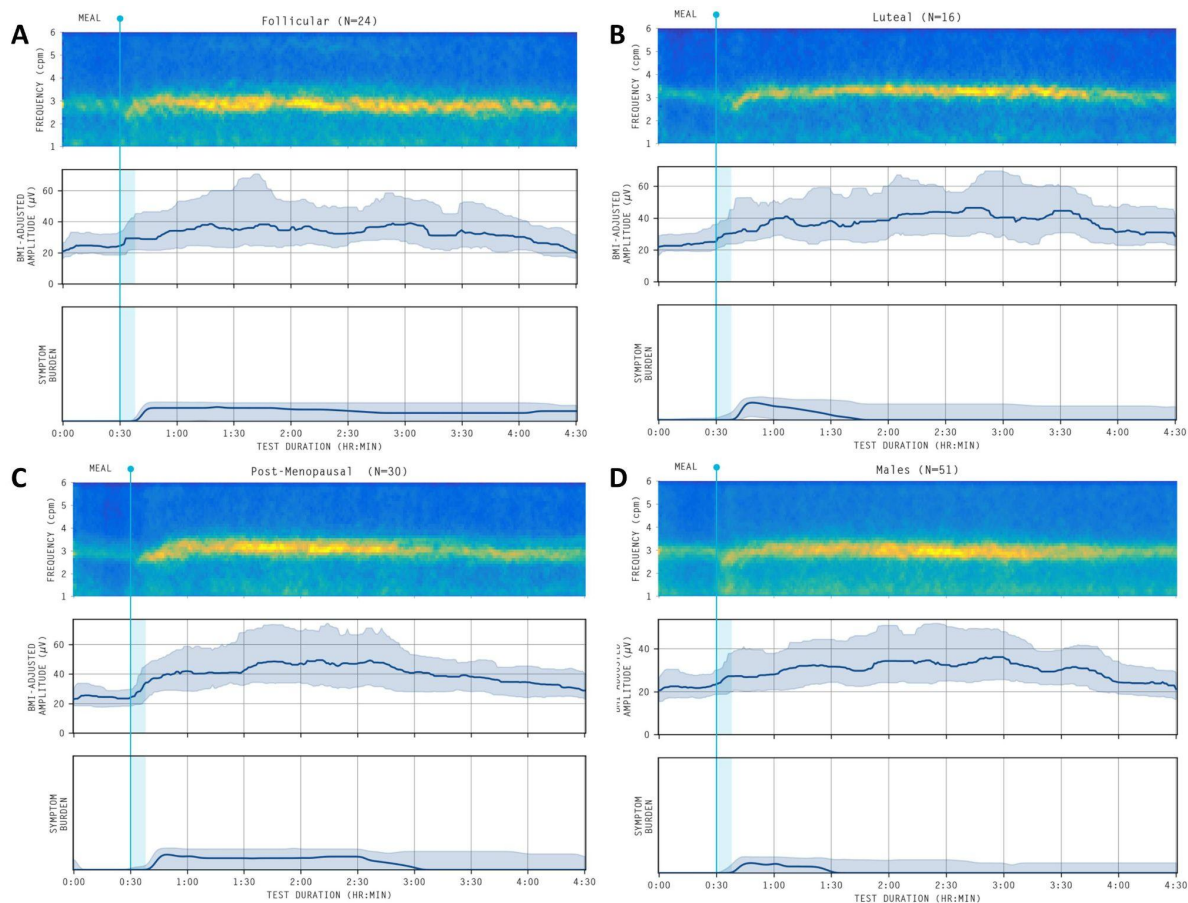 A
MEAL
Follicular (N=24)
FREQUENCY (cpm)
6
5
4
3
2
1
BMI-ADJUSTED
AMPLITUDE (µV)
60
40
20
0
SYMPTOM
BURDEN
0:00 0:30 1:00 1:30 2:00 2:30 3:00 3:30 4:00 4:30
TEST DURATION (HR:MIN)
B
MEAL
Luteal (N=16)
FREQUENCY (cpm)
6
5
4
3
2
1
BMI-ADJUSTED
AMPLITUDE (µV)
60
40
20
0
SYMPTOM
BURDEN
0:00 0:30 1:00 1:30 2:00 2:30 3:00 3:30 4:00 4:30
TEST DURATION (HR:MIN)
C
MEAL
Post-Menopausal (N=30)
FREQUENCY (cpm)
6
5
4
3
2
1
BMI-ADJUSTED
AMPLITUDE (µV)
60
40
20
0
SYMPTOM
BURDEN
0:00 0:30 1:00 1:30 2:00 2:30 3:00 3:30 4:00 4:30
TEST DURATION (HR:MIN)
D
MEAL
Males (N=51)
FREQUENCY (cpm)
6
5
4
3
2
1
AMPLITUDE (µV)
40
20
0
SYMPTOM
BURDEN
0:00 0:30 1:00 1:30 2:00 2:30 3:00 3:30 4:00 4:30
TEST DURATION (HR:MIN)